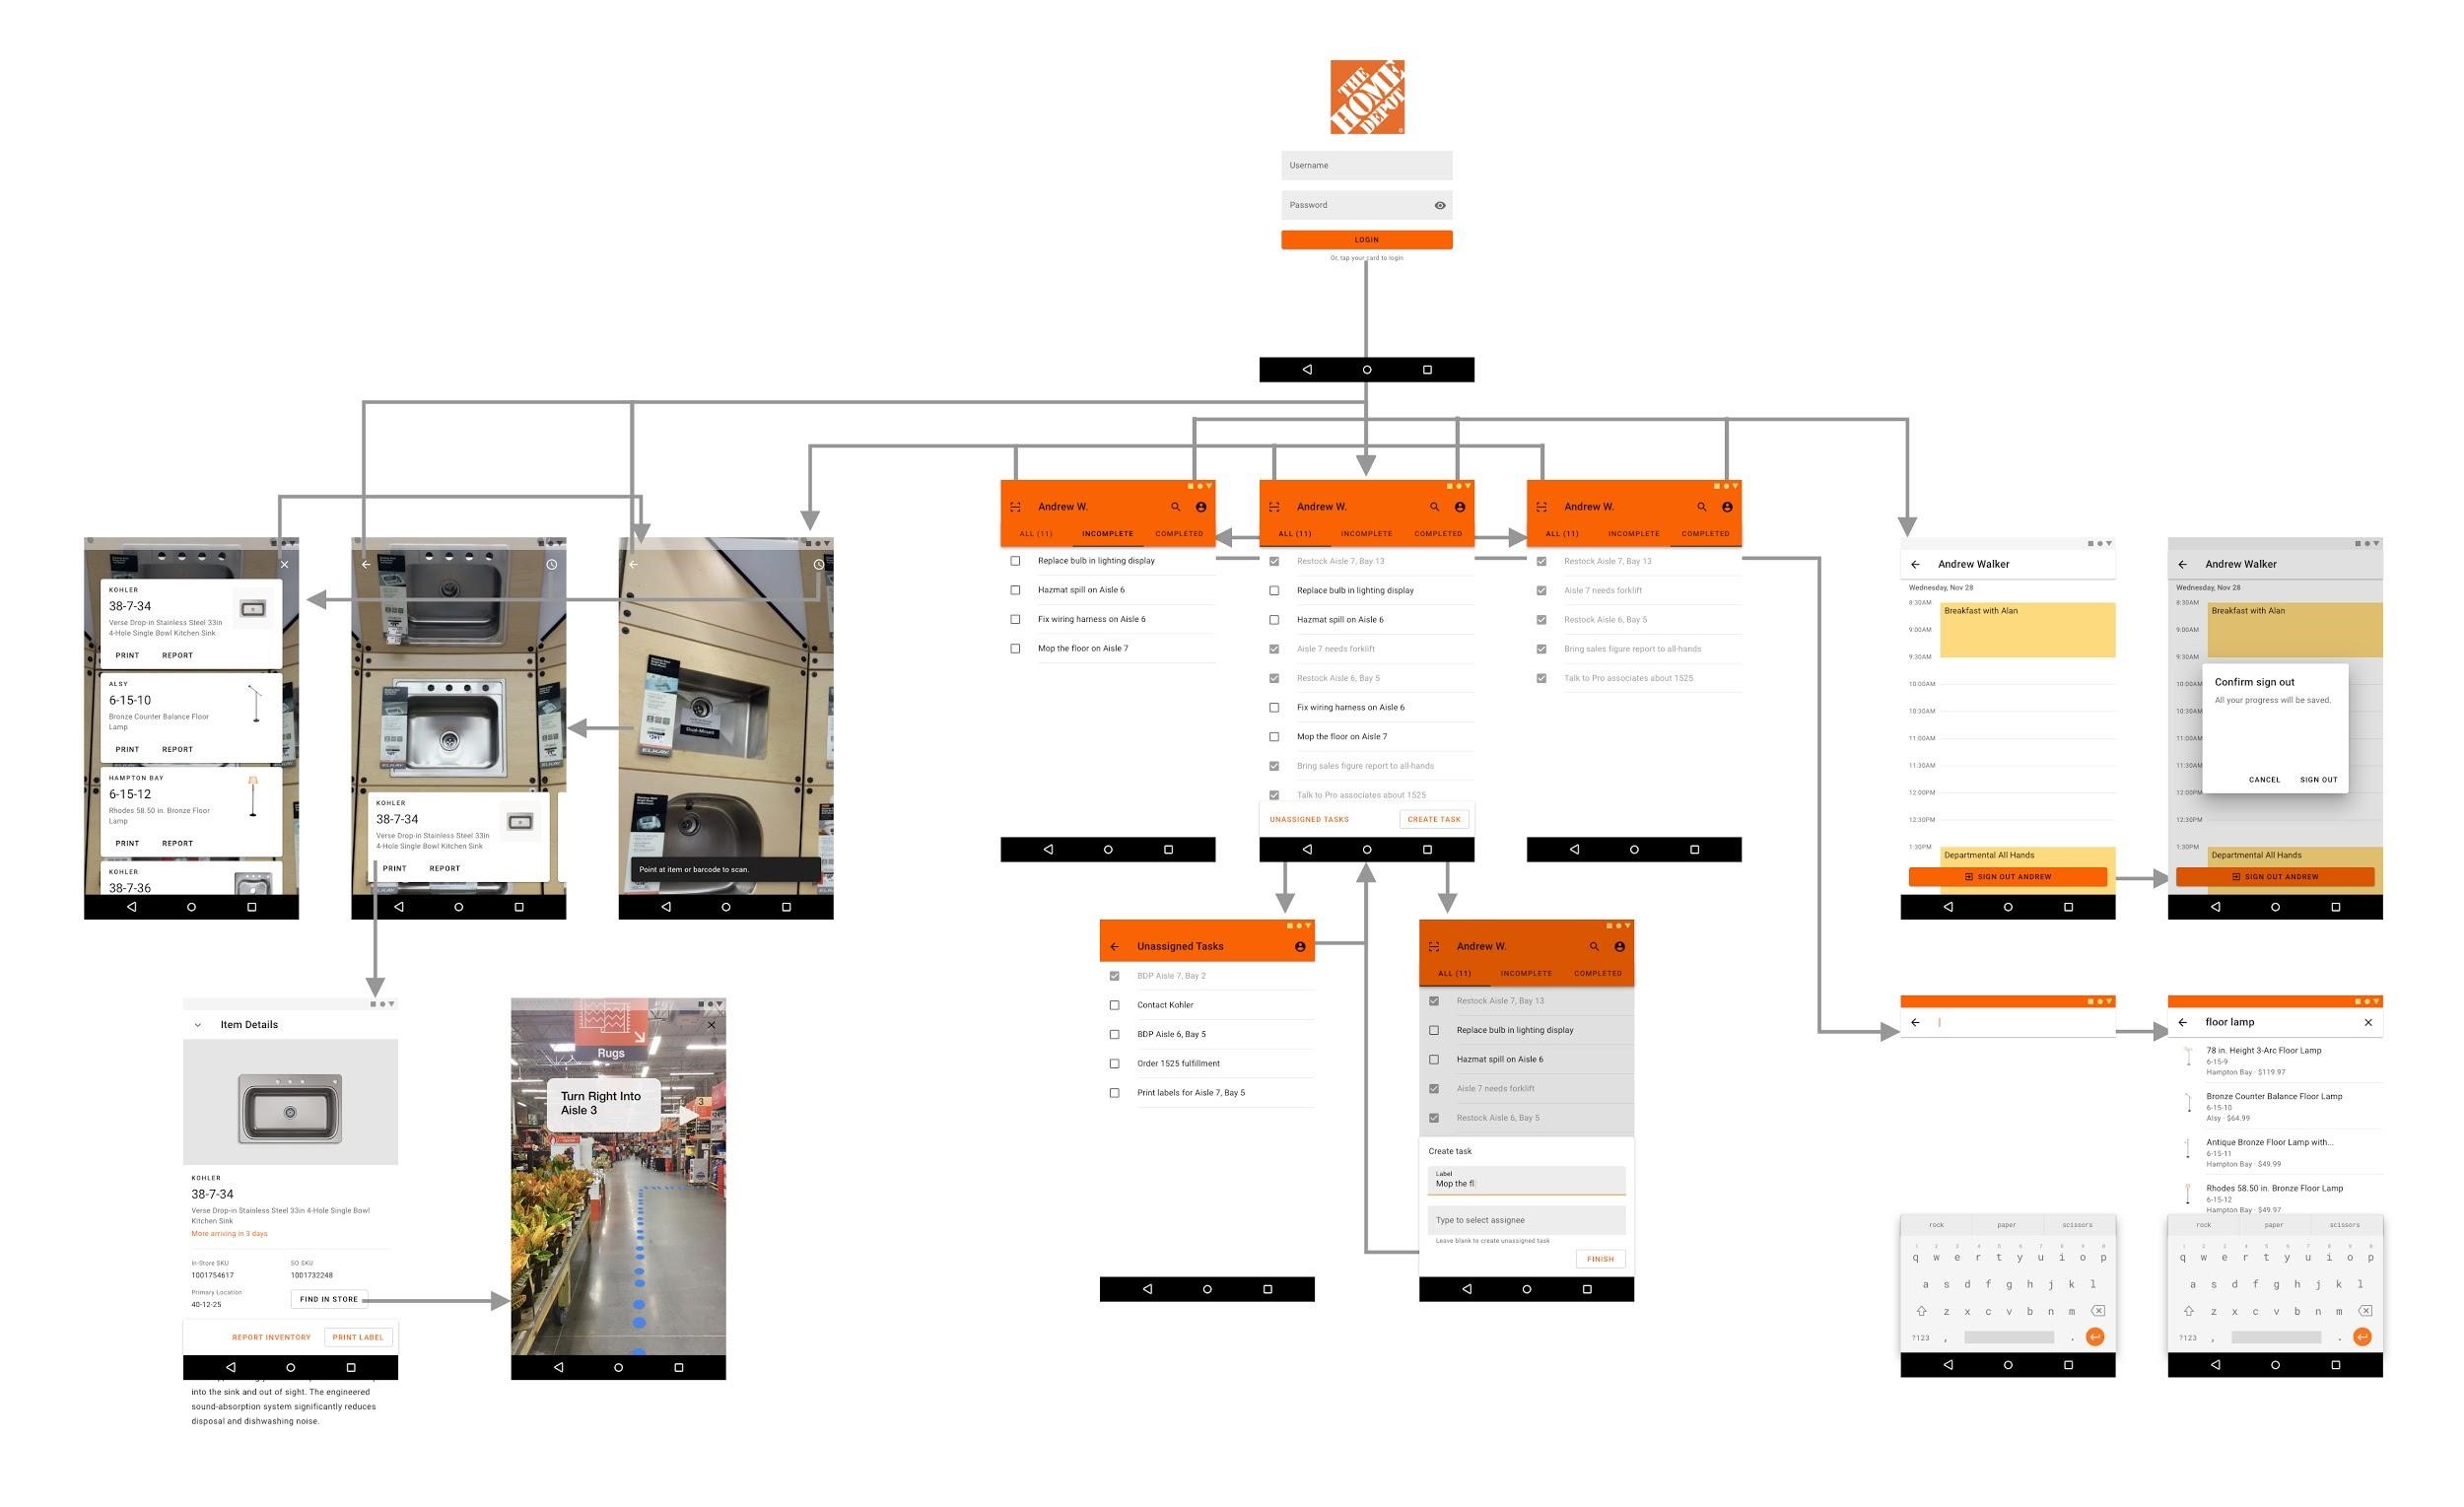 THE
HOME
DEPOT
Username
Password
LOGIN
Or, tap your card to login
KOHLER
38-7-34
Verse Drop-in Stainless Steel 33in
4-Hole Single Bowl Kitchen Sink
PRINT REPORT
ALSY
6-15-10
Bronze Counter Balance Floor
Lamp
PRINT REPORT
HAMPTON BAY
6-15-12
Rhodes 58.50 in. Bronze Floor
Lamp
PRINT REPORT
KOHLER
38-7-36
KOHLER
38-7-34
Verse Drop-in Stainless Steel 33in
4-Hole Single Bowl Kitchen Sink
PRINT REPORT
ELKAY
Dual-Mount
Point at item or barcode to scan.
Andrew W.
ALL (11) INCOMPLETE COMPLETED
Replace bulb in lighting display
Hazmat spill on Aisle 6
Fix wiring harness on Aisle 6
Mop the floor on Aisle 7
Andrew W.
ALL (11) INCOMPLETE COMPLETED
Restock Aisle 7, Bay 13
Replace bulb in lighting display
Hazmat spill on Aisle 6
Aisle 7 needs forklift
Restock Aisle 6, Bay 5
Fix wiring harness on Aisle 6
Mop the floor on Aisle 7
Bring sales figure report to all-hands
Talk to Pro associates about 1525
UNASSIGNED TASKS CREATE TASK
Andrew W.
ALL (11) INCOMPLETE COMPLETED
Restock Aisle 7, Bay 13
Aisle 7 needs forklift
Restock Aisle 6, Bay 5
Bring sales figure report to all-hands
Talk to Pro associates about 1525
Andrew Walker
Wednesday, Nov 28
8:30AM
Breakfast with Alan
9:00AM
9:30AM
10:00AM
10:30AM
11:00AM
11:30AM
12:00PM
12:30PM
1:30PM
Departmental All Hands
SIGN OUT ANDREW
Andrew Walker
Wednesday, Nov 28
8:30AM
Breakfast with Alan
9:00AM
9:30AM
10:00AM
10:30AM
11:00AM
11:30AM
12:00PM
12:30PM
1:30PM
Confirm sign out
All your progress will be saved.
CANCEL SIGN OUT
Departmental All Hands
SIGN OUT ANDREW
Item Details
KOHLER
38-7-34
Verse Drop-in Stainless Steel 33in 4-Hole Single Bowl
Kitchen Sink
More arriving in 3 days
In-Store SKU SO SKU
1001754617 1001732248
Primary Location
40-12-25
FIND IN STORE
REPORT INVENTORY PRINT LABEL
into the sink and out of sight. The engineered
sound-absorption system significantly reduces
disposal and dishwashing noise.
Rugs
Turn Right Into
Aisle 3
3
Unassigned Tasks
BDP Aisle 7, Bay 2
Contact Kohler
BDP Aisle 6, Bay 5
Order 1525 fulfillment
Print labels for Aisle 7, Bay 5
Andrew W.
ALL (11) INCOMPLETE COMPLETED
Restock Aisle 7, Bay 13
Replace bulb in lighting display
Hazmat spill on Aisle 6
Aisle 7 needs forklift
Restock Aisle 6, Bay 5
Create task
Label
Mop the fl
Type to select assignee
Leave blank to create unassigned task
FINISH
rock paper scissors
1 2 3 4 5 6 7 8 9 0
q w e r t y u i o p
a s d f g h j k l
z x c v b n m
?123 , .
floor lamp
78 in. Height 3-Arc Floor Lamp
6-15-9
Hampton Bay · $119.97
Bronze Counter Balance Floor Lamp
6-15-10
Alsy · $64.99
Antique Bronze Floor Lamp with...
6-15-11
Hampton Bay · $49.99
Rhodes 58.50 in. Bronze Floor Lamp
6-15-12
Hampton Bay · $49.97
rock paper scissors
1 2 3 4 5 6 7 8 9 0
q w e r t y u i o p
a s d f g h j k l
z x c v b n m
?123 , .